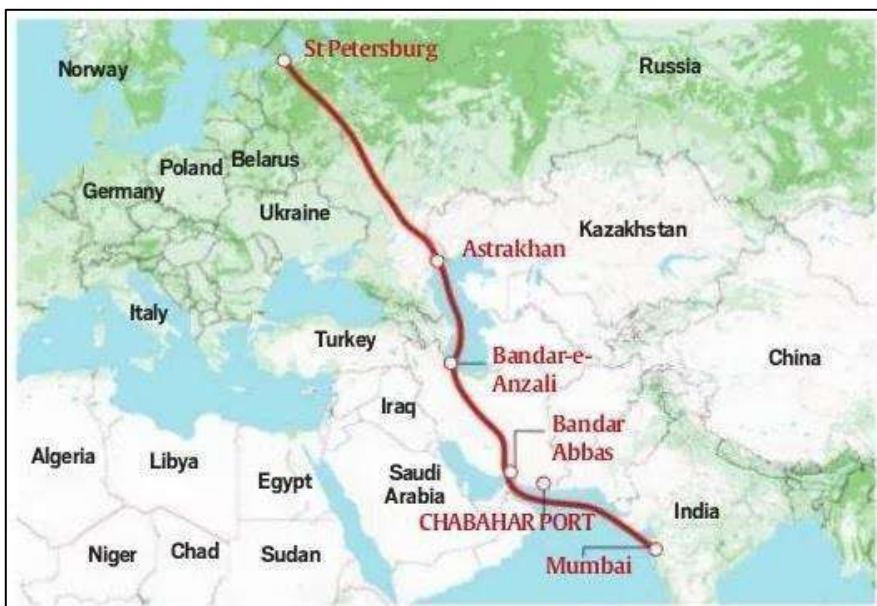 St Petersburg
Norway
Russia
Poland
Belarus
Germany
Ukraine
Kazakhstan
Astrakhan
Italy
Turkey
Bandar-e-
Anzali
China
Iraq
Bandar
Abbas
Algeria
Libya
Egypt
Saudi
Arabia
CHABAHAR PORT
India
Niger
Chad
Sudan
Mumbai